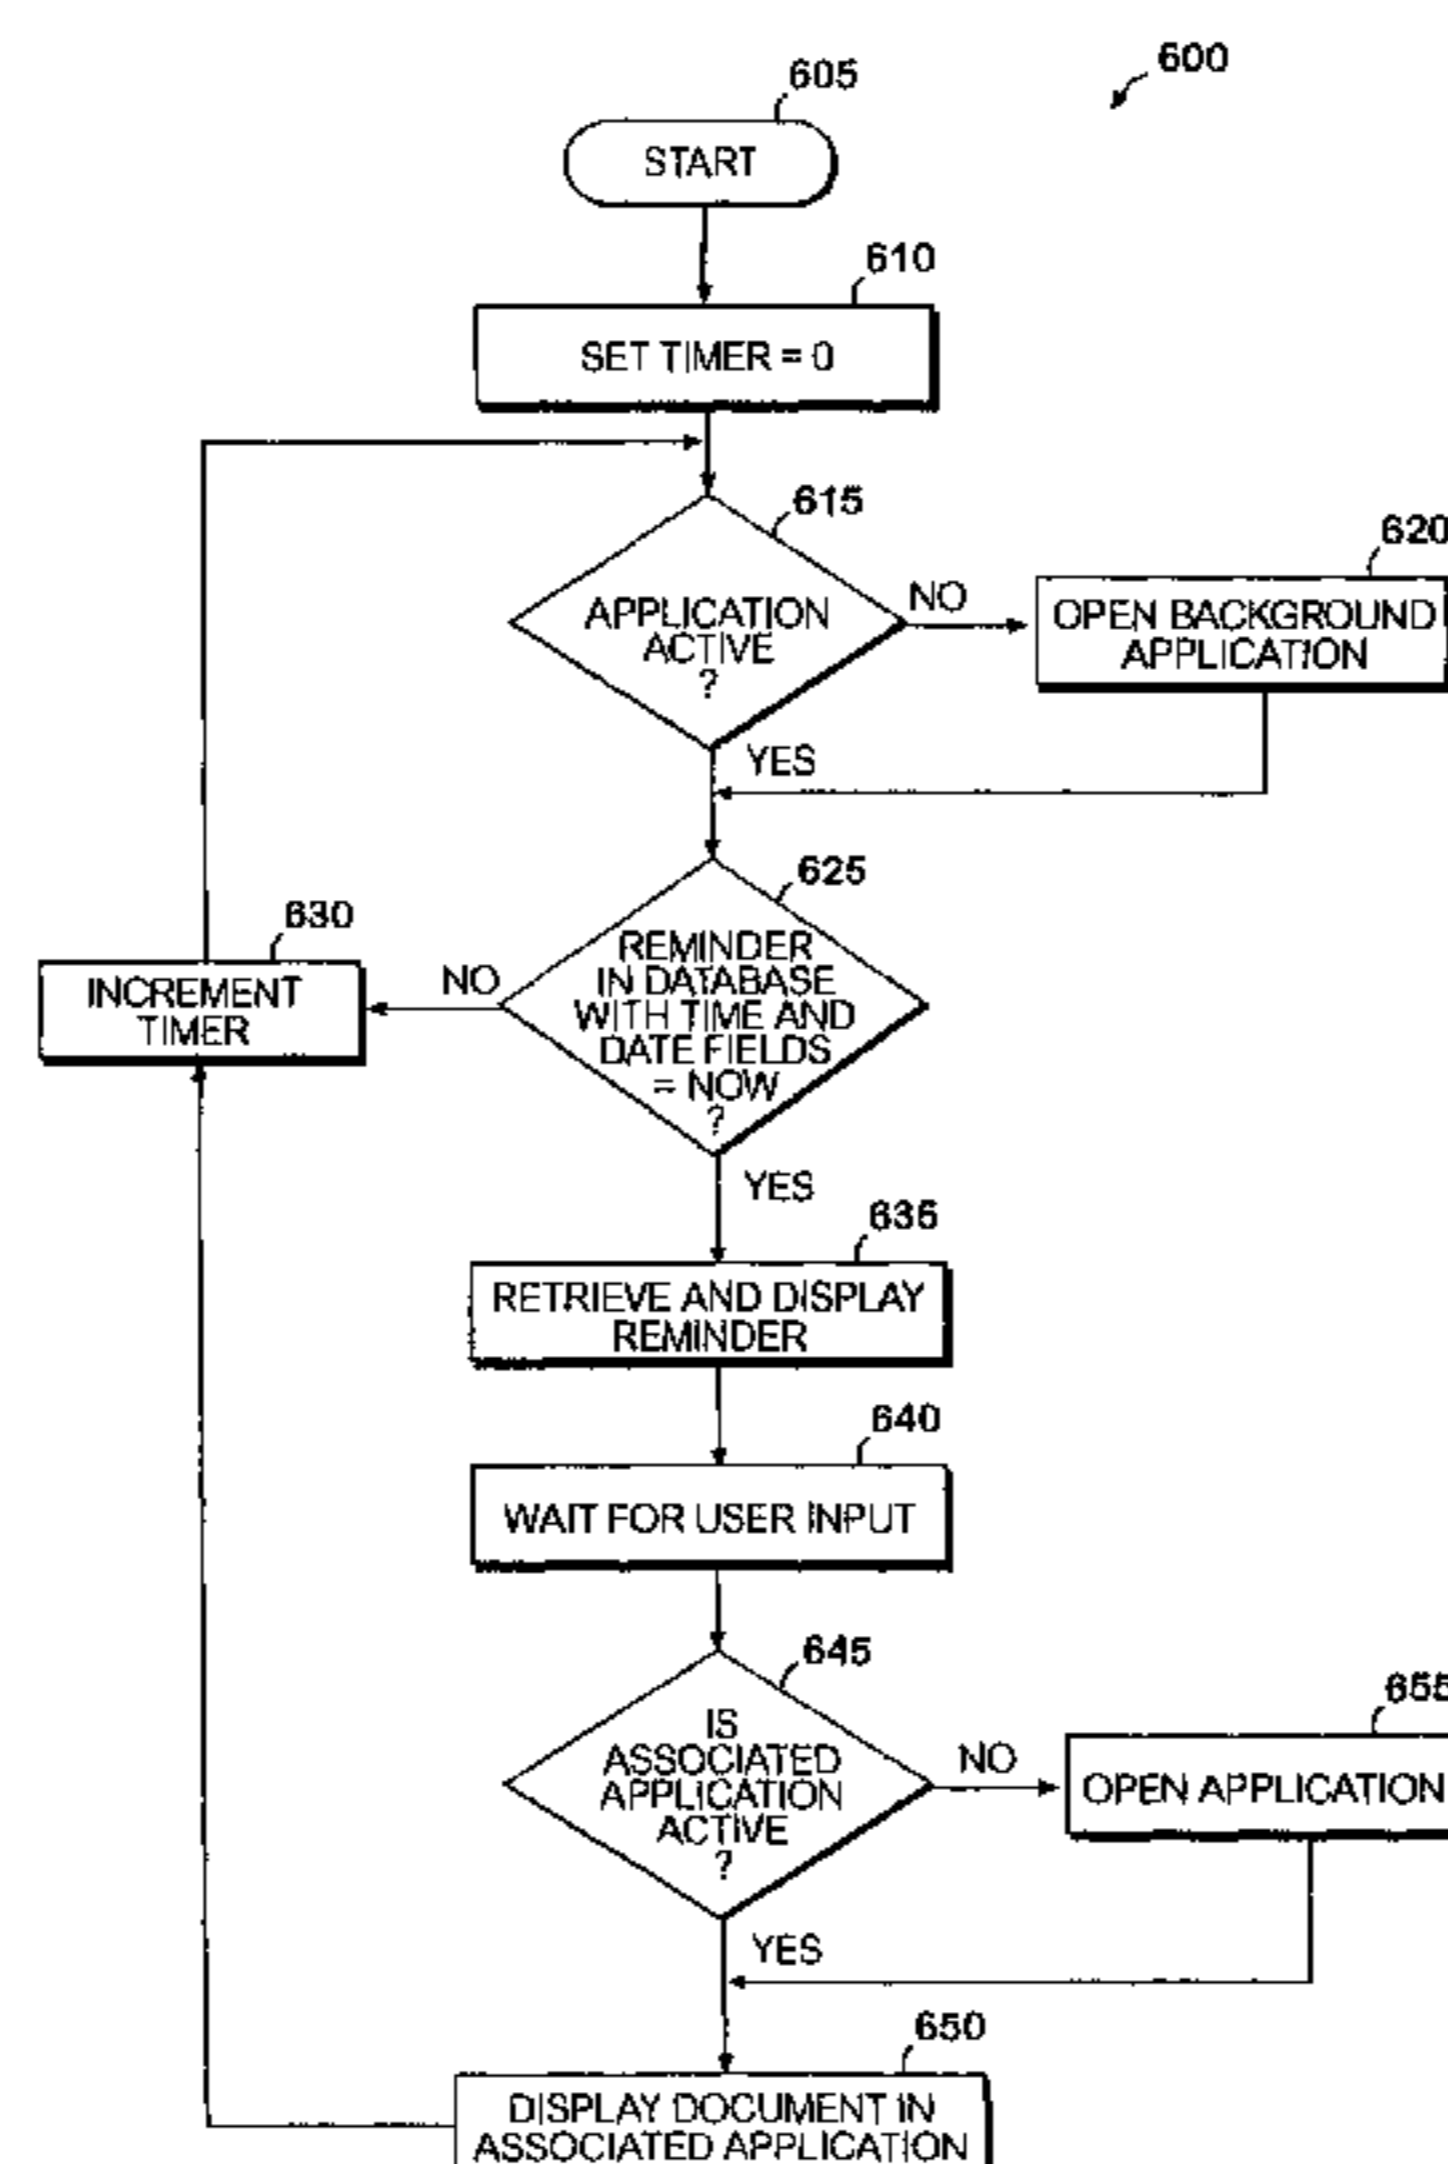 600
605
START
610
SET TIMER = 0
615
APPLICATION
ACTIVE
?
NO
620
OPEN BACKGROUND
APPLICATION
YES
625
REMINDER
IN DATABASE
WITH TIME AND
DATE FIELDS
= NOW
?
NO
630
INCREMENT
TIMER
YES
635
RETRIEVE AND DISPLAY
REMINDER
640
WAIT FOR USER INPUT
645
IS
ASSOCIATED
APPLICATION
ACTIVE
?
NO
655
OPEN APPLICATION
YES
650
DISPLAY DOCUMENT IN
ASSOCIATED APPLICATION